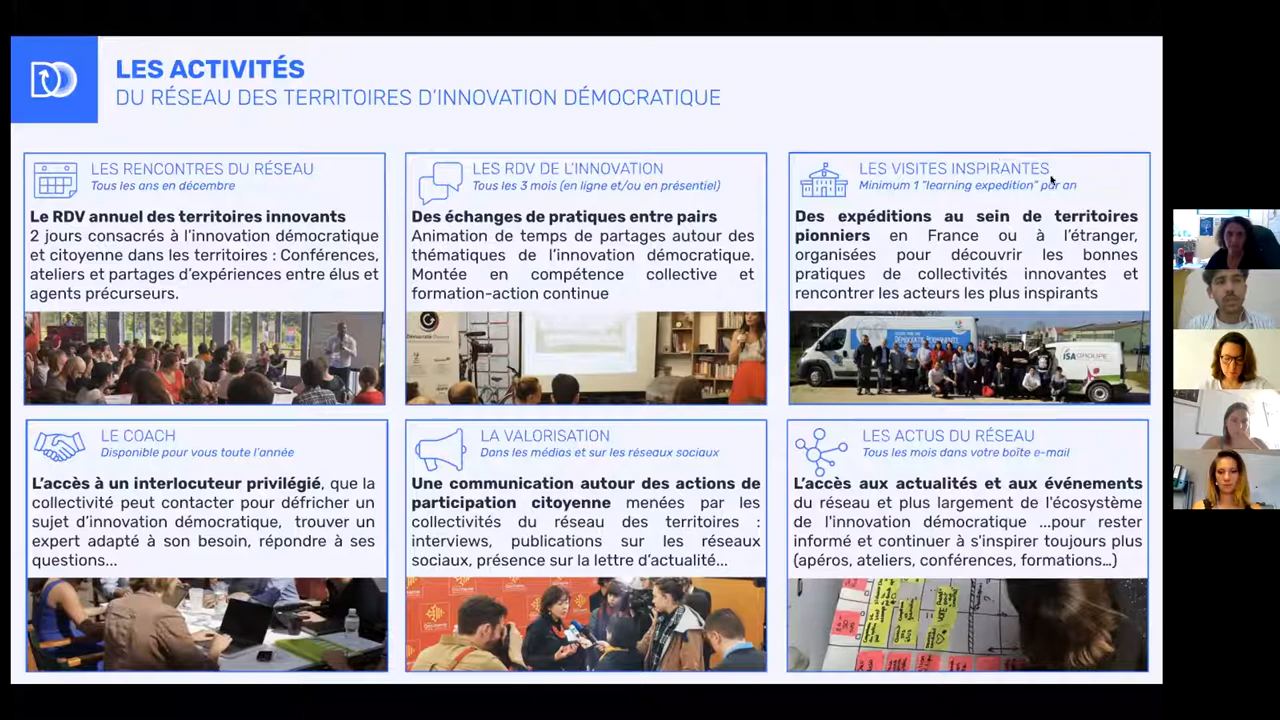 LES ACTIVITÉS
DU RÉSEAU DES TERRITOIRES D'INNOVATION DÉMOCRATIQUE
LES RENCONTRES DU RÉSEAU
Tous les ans en décembre
Le RDV annuel des territoires innovants
2 jours consacrés à l'innovation démocratique
et citoyenne dans les territoires : Conférences,
ateliers et partages d'expériences entre élus et
agents précurseurs.
LES RDV DE L'INNOVATION
Tous les 3 mois (en ligne et/ou en présentiel)
Des échanges de pratiques entre pairs
Animation de temps de partages autour des
thématiques de l'innovation démocratique.
Montée en compétence collective et
formation-action continue
LES VISITES INSPIRANTES
Minimum 1 "learning expedition" par an
Des expéditions au sein de territoires
pionniers en France ou à l'étranger,
organisées pour découvrir les bonnes
pratiques de collectivités innovantes et
rencontrer les acteurs les plus inspirants
ISA GROUPE
LE COACH
Disponible pour vous toute l'année
L'accès à un interlocuteur privilégié, que la
collectivité peut contacter pour défricher un
sujet d'innovation démocratique, trouver un
expert adapté à son besoin, répondre à ses
questions...
LA VALORISATION
Dans les médias et sur les réseaux sociaux
Une communication autour des actions de
participation citoyenne menées par les
collectivités du réseau des territoires :
interviews, publications sur les réseaux
sociaux, présence sur la lettre d'actualité...
LES ACTUS DU RÉSEAU
Tous les mois dans votre boîte e-mail
L'accès aux actualités et aux événements
du réseau et plus largement de l'écosystème
de l'innovation démocratique ...pour rester
informé et continuer à s'inspirer toujours plus
(apéros, ateliers, conférences, formations...)